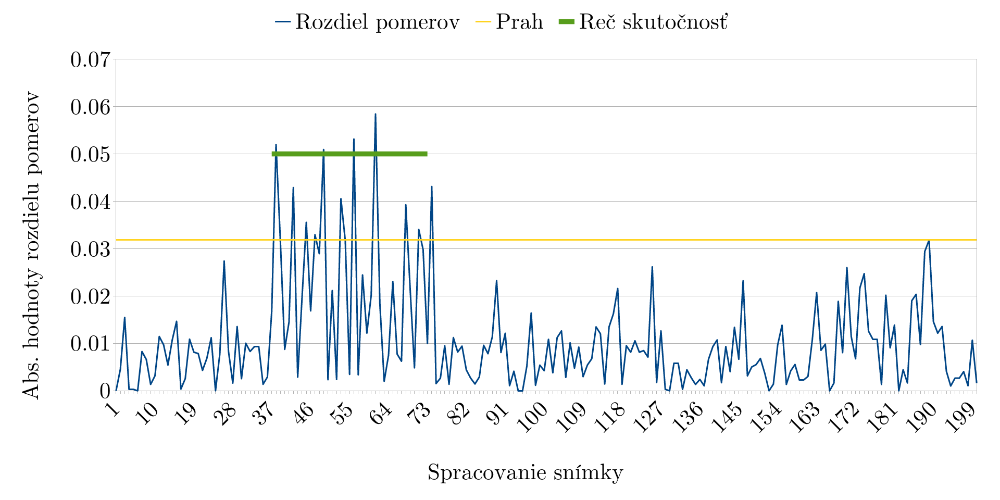 Rozdiel pomerov Prah Reč skutočnosť
Abs. hodnoty rozdielu pomerov
0.07
0.06
0.05
0.04
0.03
0.02
0.01
0
1 10 19 28 37 46 55 64 73 82 91 100 109 118 127 136 145 154 163 172 181 190 199
Spracovanie snímky